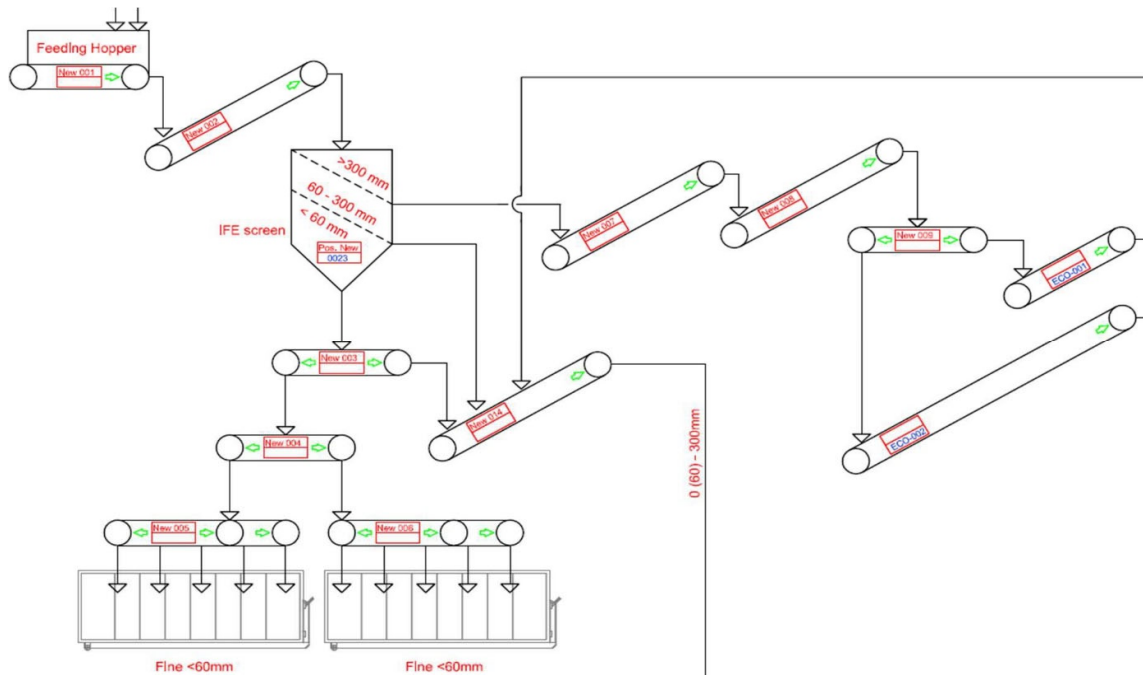 Feeding Hopper
New 001
New 002
>300 mm
60 - 300 mm
< 60 mm
IFE screen
Pos. New
0023
New 007
New 008
New 009
ECO-001
New 003
New 014
New 004
ECO-002
0 (60) - 300mm
New 005
New 006
Fine <60mm
Fine <60mm